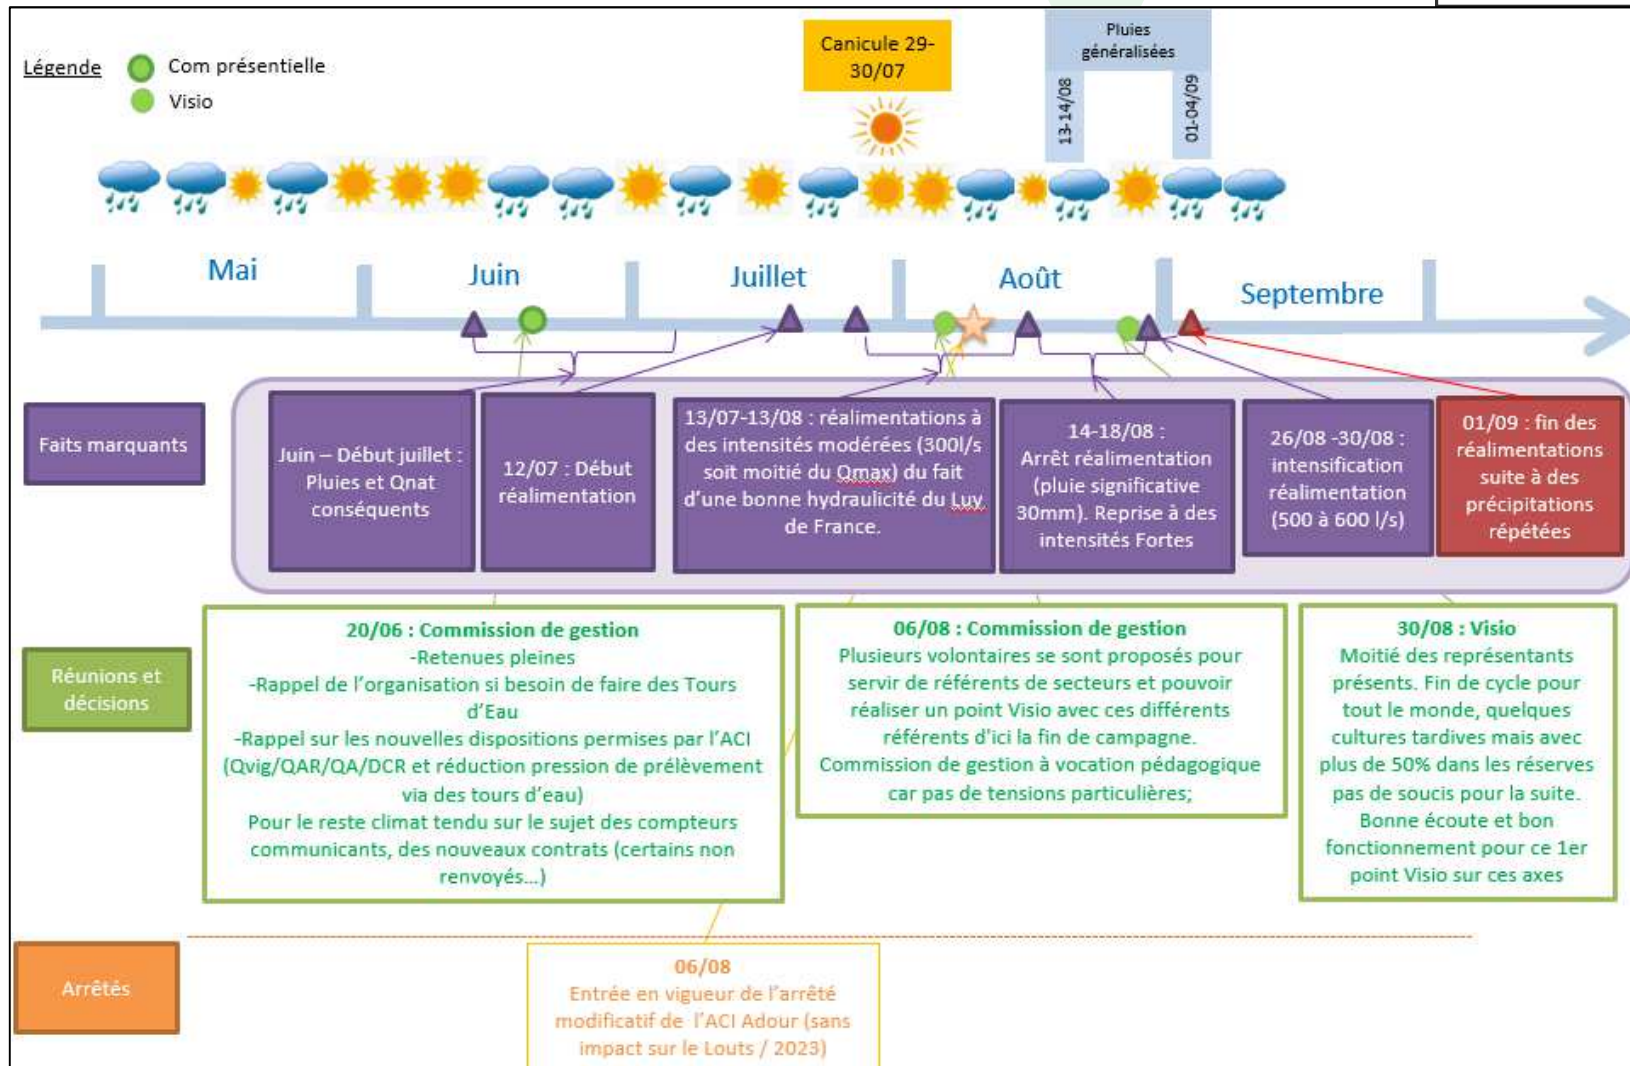 Légende
Com présentielle
Visio
Canicule 29-
30/07
Pluies
généralisées
13-14/08
01-04/09
Mai
Juin
Juillet
Août
Septembre
Faits marquants
Juin – Début juillet :
Pluies et Qnat
conséquents
12/07 : Début
réalimentation
13/07-13/08 : réalimentations à
des intensités modérées (300l/s
soit moitié du Qmax) du fait
d'une bonne hydraulicité du Luy
de France.
14-18/08 :
Arrêt réalimentation
(pluie significative
30mm). Reprise à des
intensités Fortes
26/08 -30/08 :
intensification
réalimentation
(500 à 600 l/s)
01/09 : fin des
réalimentations
suite à des
précipitations
répétées
Réunions et
décisions
20/06 : Commission de gestion
-Retenues pleines
-Rappel de l'organisation si besoin de faire des Tours
d'Eau
-Rappel sur les nouvelles dispositions permises par l'ACI
(Qvig/QAR/QA/DCR et réduction pression de prélèvement
via des tours d'eau)
Pour le reste climat tendu sur le sujet des compteurs
communicants, des nouveaux contrats (certains non
renvoyés...)
06/08 : Commission de gestion
Plusieurs volontaires se sont proposés pour
servir de référents de secteurs et pouvoir
réaliser un point Visio avec ces différents
référents d'ici la fin de campagne.
Commission de gestion à vocation pédagogique
car pas de tensions particulières;
30/08 : Visio
Moitié des représentants
présents. Fin de cycle pour
tout le monde, quelques
cultures tardives mais avec
plus de 50% dans les réserves
pas de soucis pour la suite.
Bonne écoute et bon
fonctionnement pour ce 1er
point Visio sur ces axes
Arrêtés
06/08
Entrée en vigueur de l'arrêté
modificatif de l'ACI Adour (sans
impact sur le Louts / 2023)